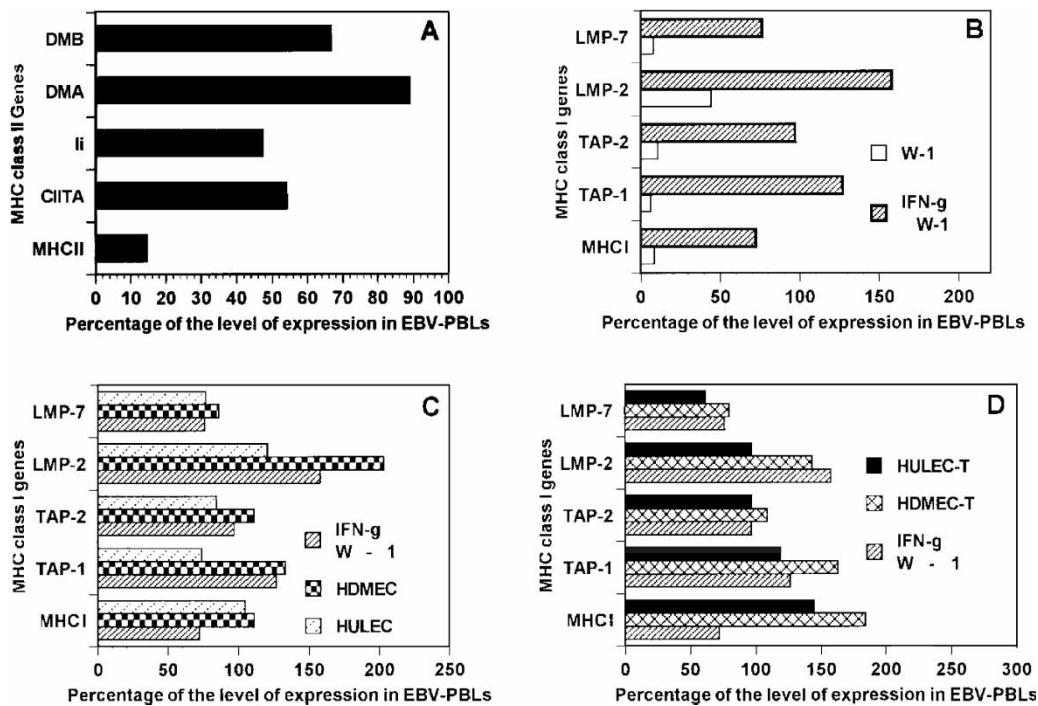 A
MHC class II Genes
DMB
DMA
Ii
CIITA
MHCII
0 10 20 30 40 50 60 70 80 90 100
Percentage of the level of expression in EBV-PBLs
B
MHC class I genes
LMP-7
LMP-2
TAP-2
TAP-1
MHCI
W-1
IFN-g
W-1
0 50 100 150 200
Percentage of the level of expression in EBV-PBLs
C
MHC class I genes
LMP-7
LMP-2
TAP-2
TAP-1
MHCI
IFN-g
W - 1
HDMEC
HULEC
0 50 100 150 200 250
Percentage of the level of expression in EBV-PBLs
D
MHC class I genes
LMP-7
LMP-2
TAP-2
TAP-1
MHCI
HULEC-T
HDMEC-T
IFN-g
W - 1
0 50 100 150 200 250 300
Percentage of the level of expression in EBV-PBLs